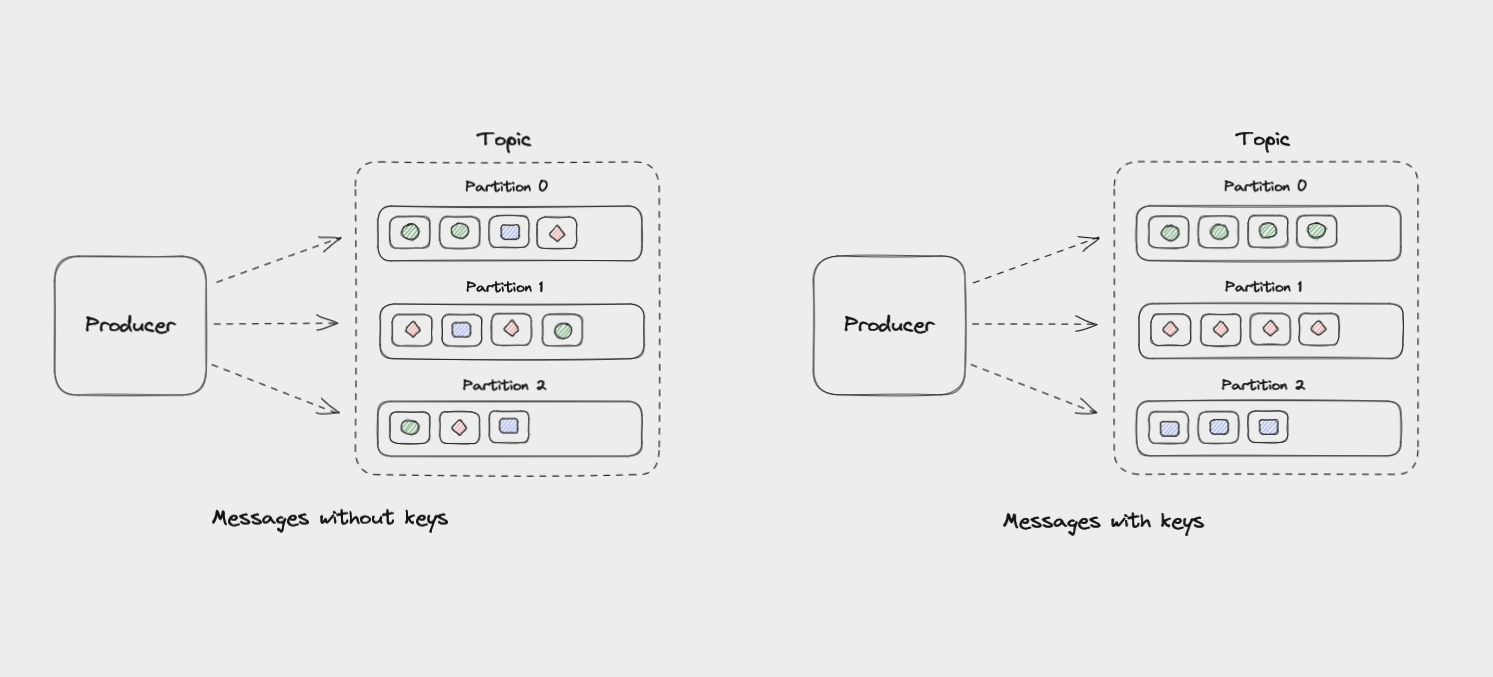 Topic
Partition 0
Partition 1
Producer
Partition 2
Messages without keys
Topic
Partition 0
Partition 1
Producer
Partition 2
Messages with keys